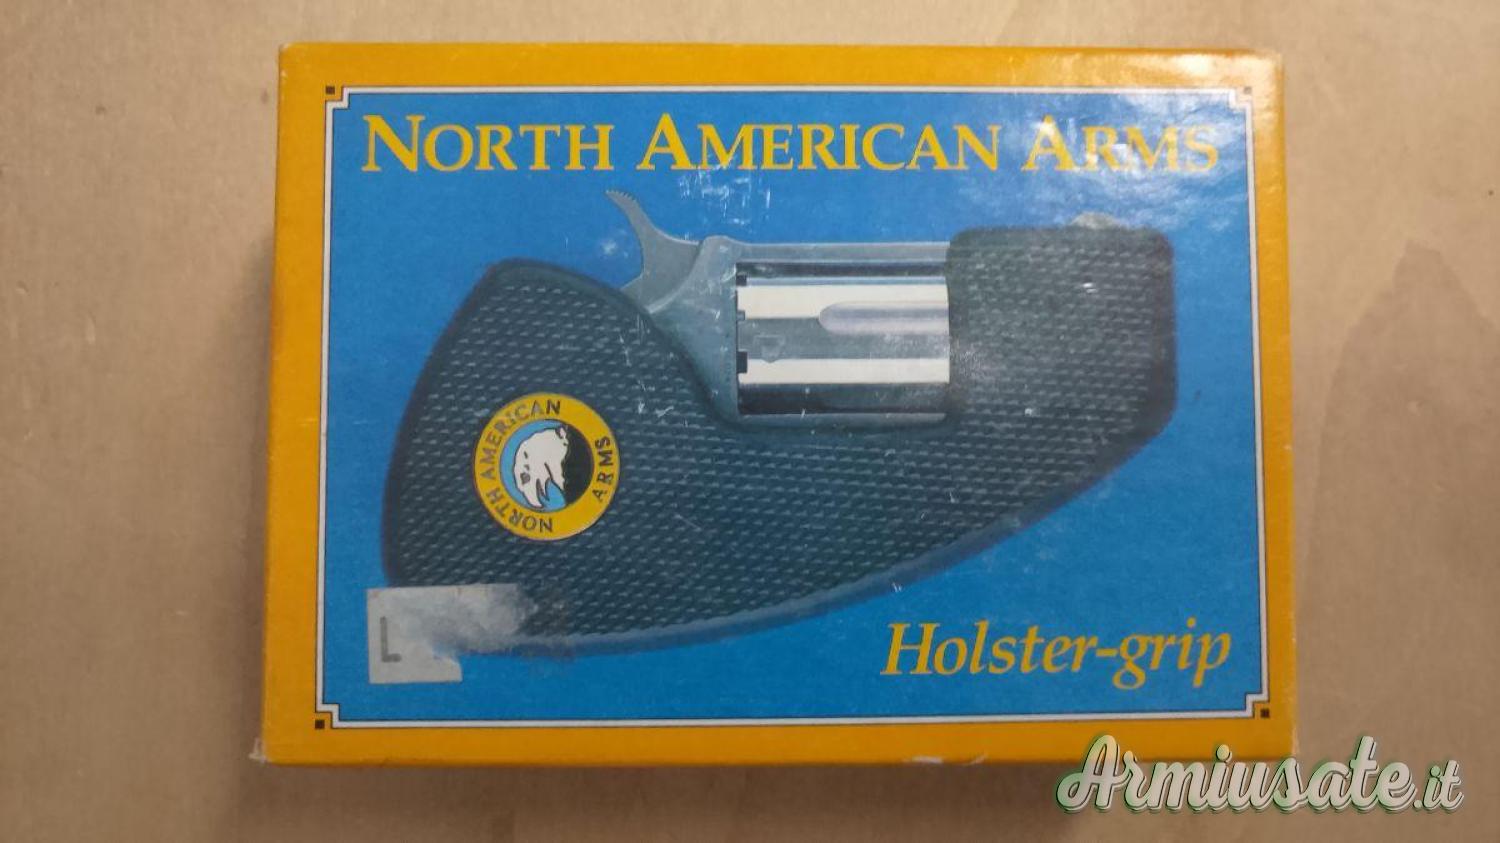 NORTH AMERICAN ARMS
NORTH AMERICAN
ARMS
L
Holster-grip
Armiusate.it